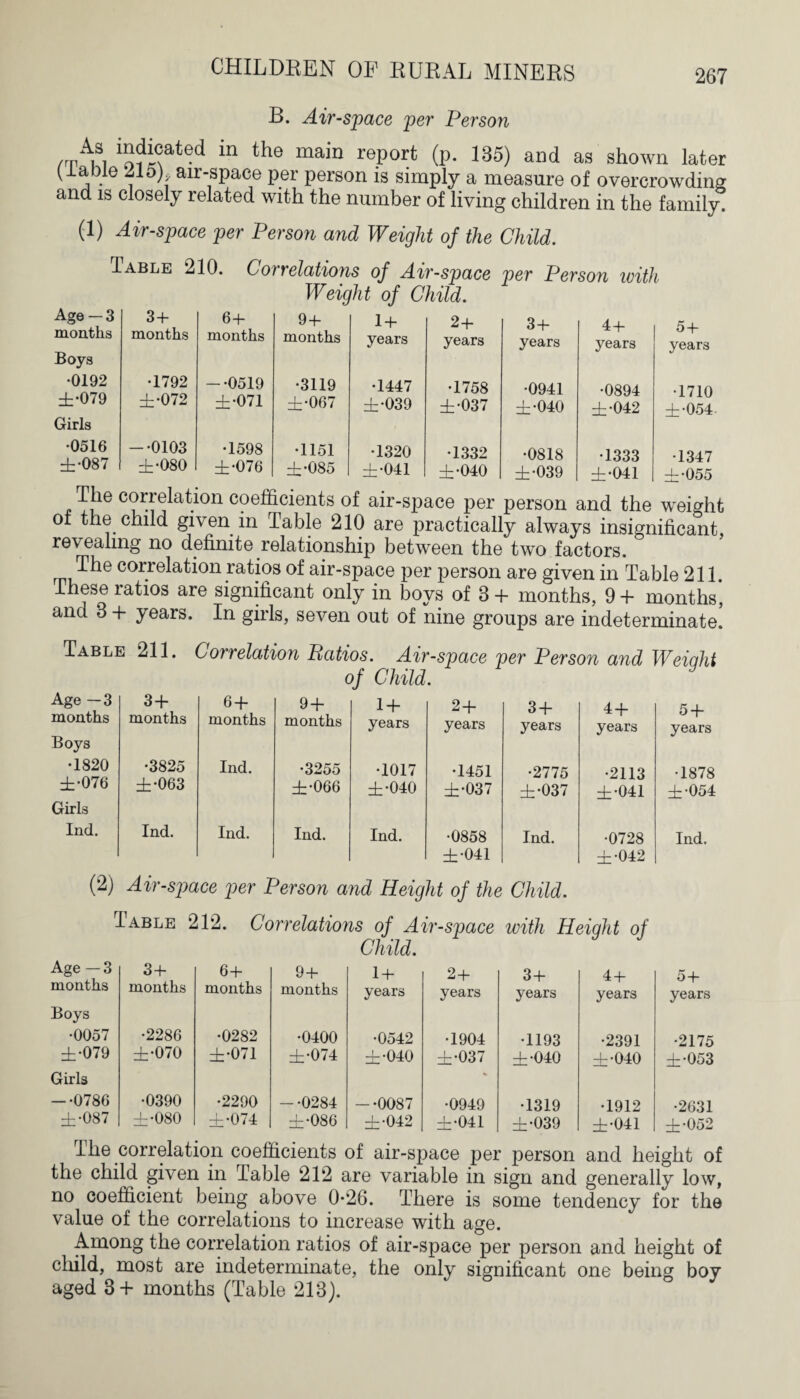 CHILDREN OF RURAL MINERS
267
B. Air-space per Person
As indicated in the main report (p. 135) and as shown later
(Table 215), air-space per person is simply a measure of overcrowding
and is closely related with the number of living children in the family.
(1) Air-space per Person and Weight of the Child.
Table 210. Correlations of Air-space per Person with
Weight of Child.
Age —3 3+ 6+ 9+ 1+ 2+ 3+ 4+ 5+
months months months months years years years years years
Boys
·0192 ·1792 —·0519 ·3119 ·1447 ·1758 ·0941 ·0894 ·1710
±·079 ±·072 ±·071 ±·067 ±·039 ±·037 ±·040 ±·042 ±·054
Girls
·0516 —·0103 ·1598 ·1151 ·1320 ·1332 ·0818 ·1333 ·1347
±·087 ±·080 ±·076 ±·085 ±·041 ±·040 ±·039 ±·041 ±·055
The correlation coefficients of air-space per person and the weight
of the child given in Table 210 are practically always insignificant,
revealing no definite relationship between the two factors.
The correlation ratios of air-space per person are given in Table 211.
These ratios are significant only in boys of 3 + months, 9 + months,
and 3 + years. In girls, seven out of nine groups are indeterminate.
Table 211. Correlation Ratios. Air-space per Person and Weight
of Child.
Age —3 3+ 6+ 9+ 1+ 2+ 3+ 4+ 5+
months months months months years years years years years
Boys
·1820 ·3825 Ind. ·3255 ·1017 ·1451 ·2775 ·2113 ·1878
±·076 ±·063 ±·066 ±·040 ±·037 ±·037 ±·041 ±·054
Girls
Ind. Ind. Ind. Ind. Ind. ·0858 Ind. ·0728 Ind.
±·041 ±·042
(2) Air-space per Person and Height of the Child.
Table 212. Correlations of Air-space with Height of
Child.
Age —3 3+ 6+ 9+ 1+ 2+ 3+ 4+ 5+
months months months months years years years years years
Boys
·0057 ·2286 ·0282 ·0400 ·0542 ·1904 ·1193 ·2391 ·2175
±·079 ±·070 ±·071 ±·074 ±·040 ±·037 ±·040 ±·040 ±·053
Girls
—·0786 ·0390 ·2290 —·0284 —·0087 ·0949 ·1319 ·1912 ·2631
±·087 ±·080 ±·074 ±·086 ±·042 ±·041 ±·039 ±·041 ±·052
The correlation coefficients of air-space per person and height of
the child given in Table 212 are variable in sign and generally low,
no coefficient being above 0·26. There is some tendency for the
value of the correlations to increase with age.
Among the correlation ratios of air-space per person and height of
child, most are indeterminate, the only significant one being boy
aged 3 + months (Table 213).